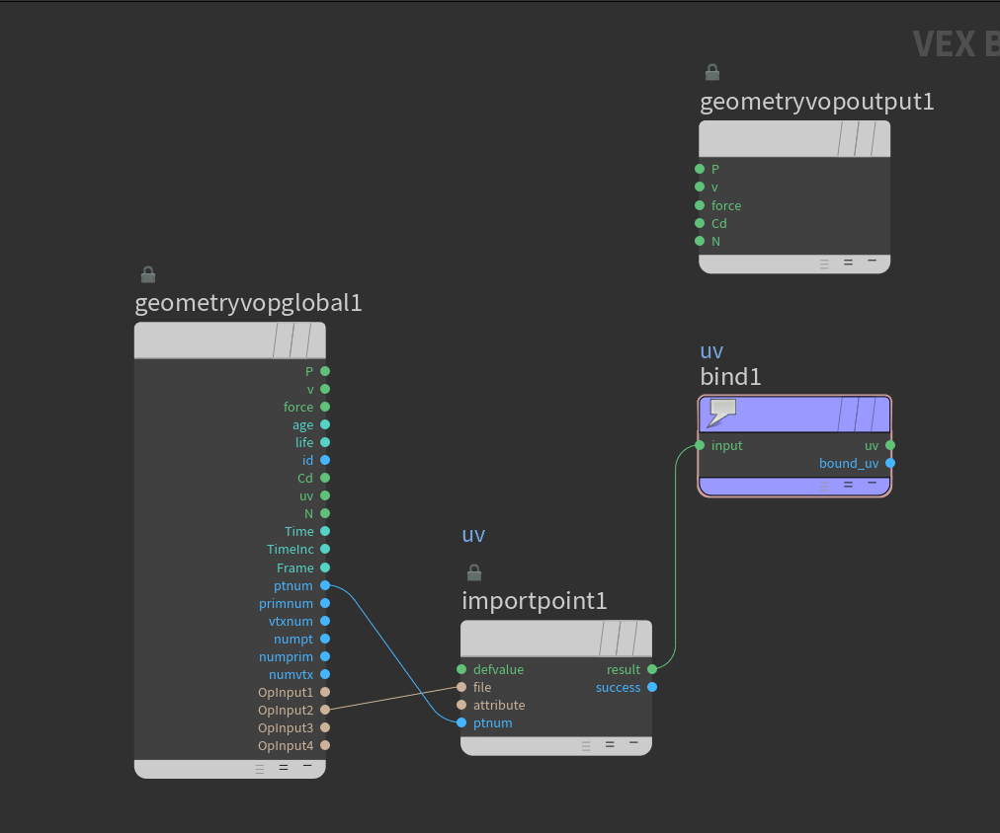 VEX B
geometryvopoutput1
P
v
force
Cd
N
geometryvopglobal1
P
v
force
age
life
id
Cd
uv
N
Time
TimeInc
Frame
ptnum
primnum
vtxnum
numpt
numprim
numvtx
OpInput1
OpInput2
OpInput3
OpInput4
uv
bind1
input uv
bound_uv
uv
importpoint1
defvalue result
file success
attribute
ptnum